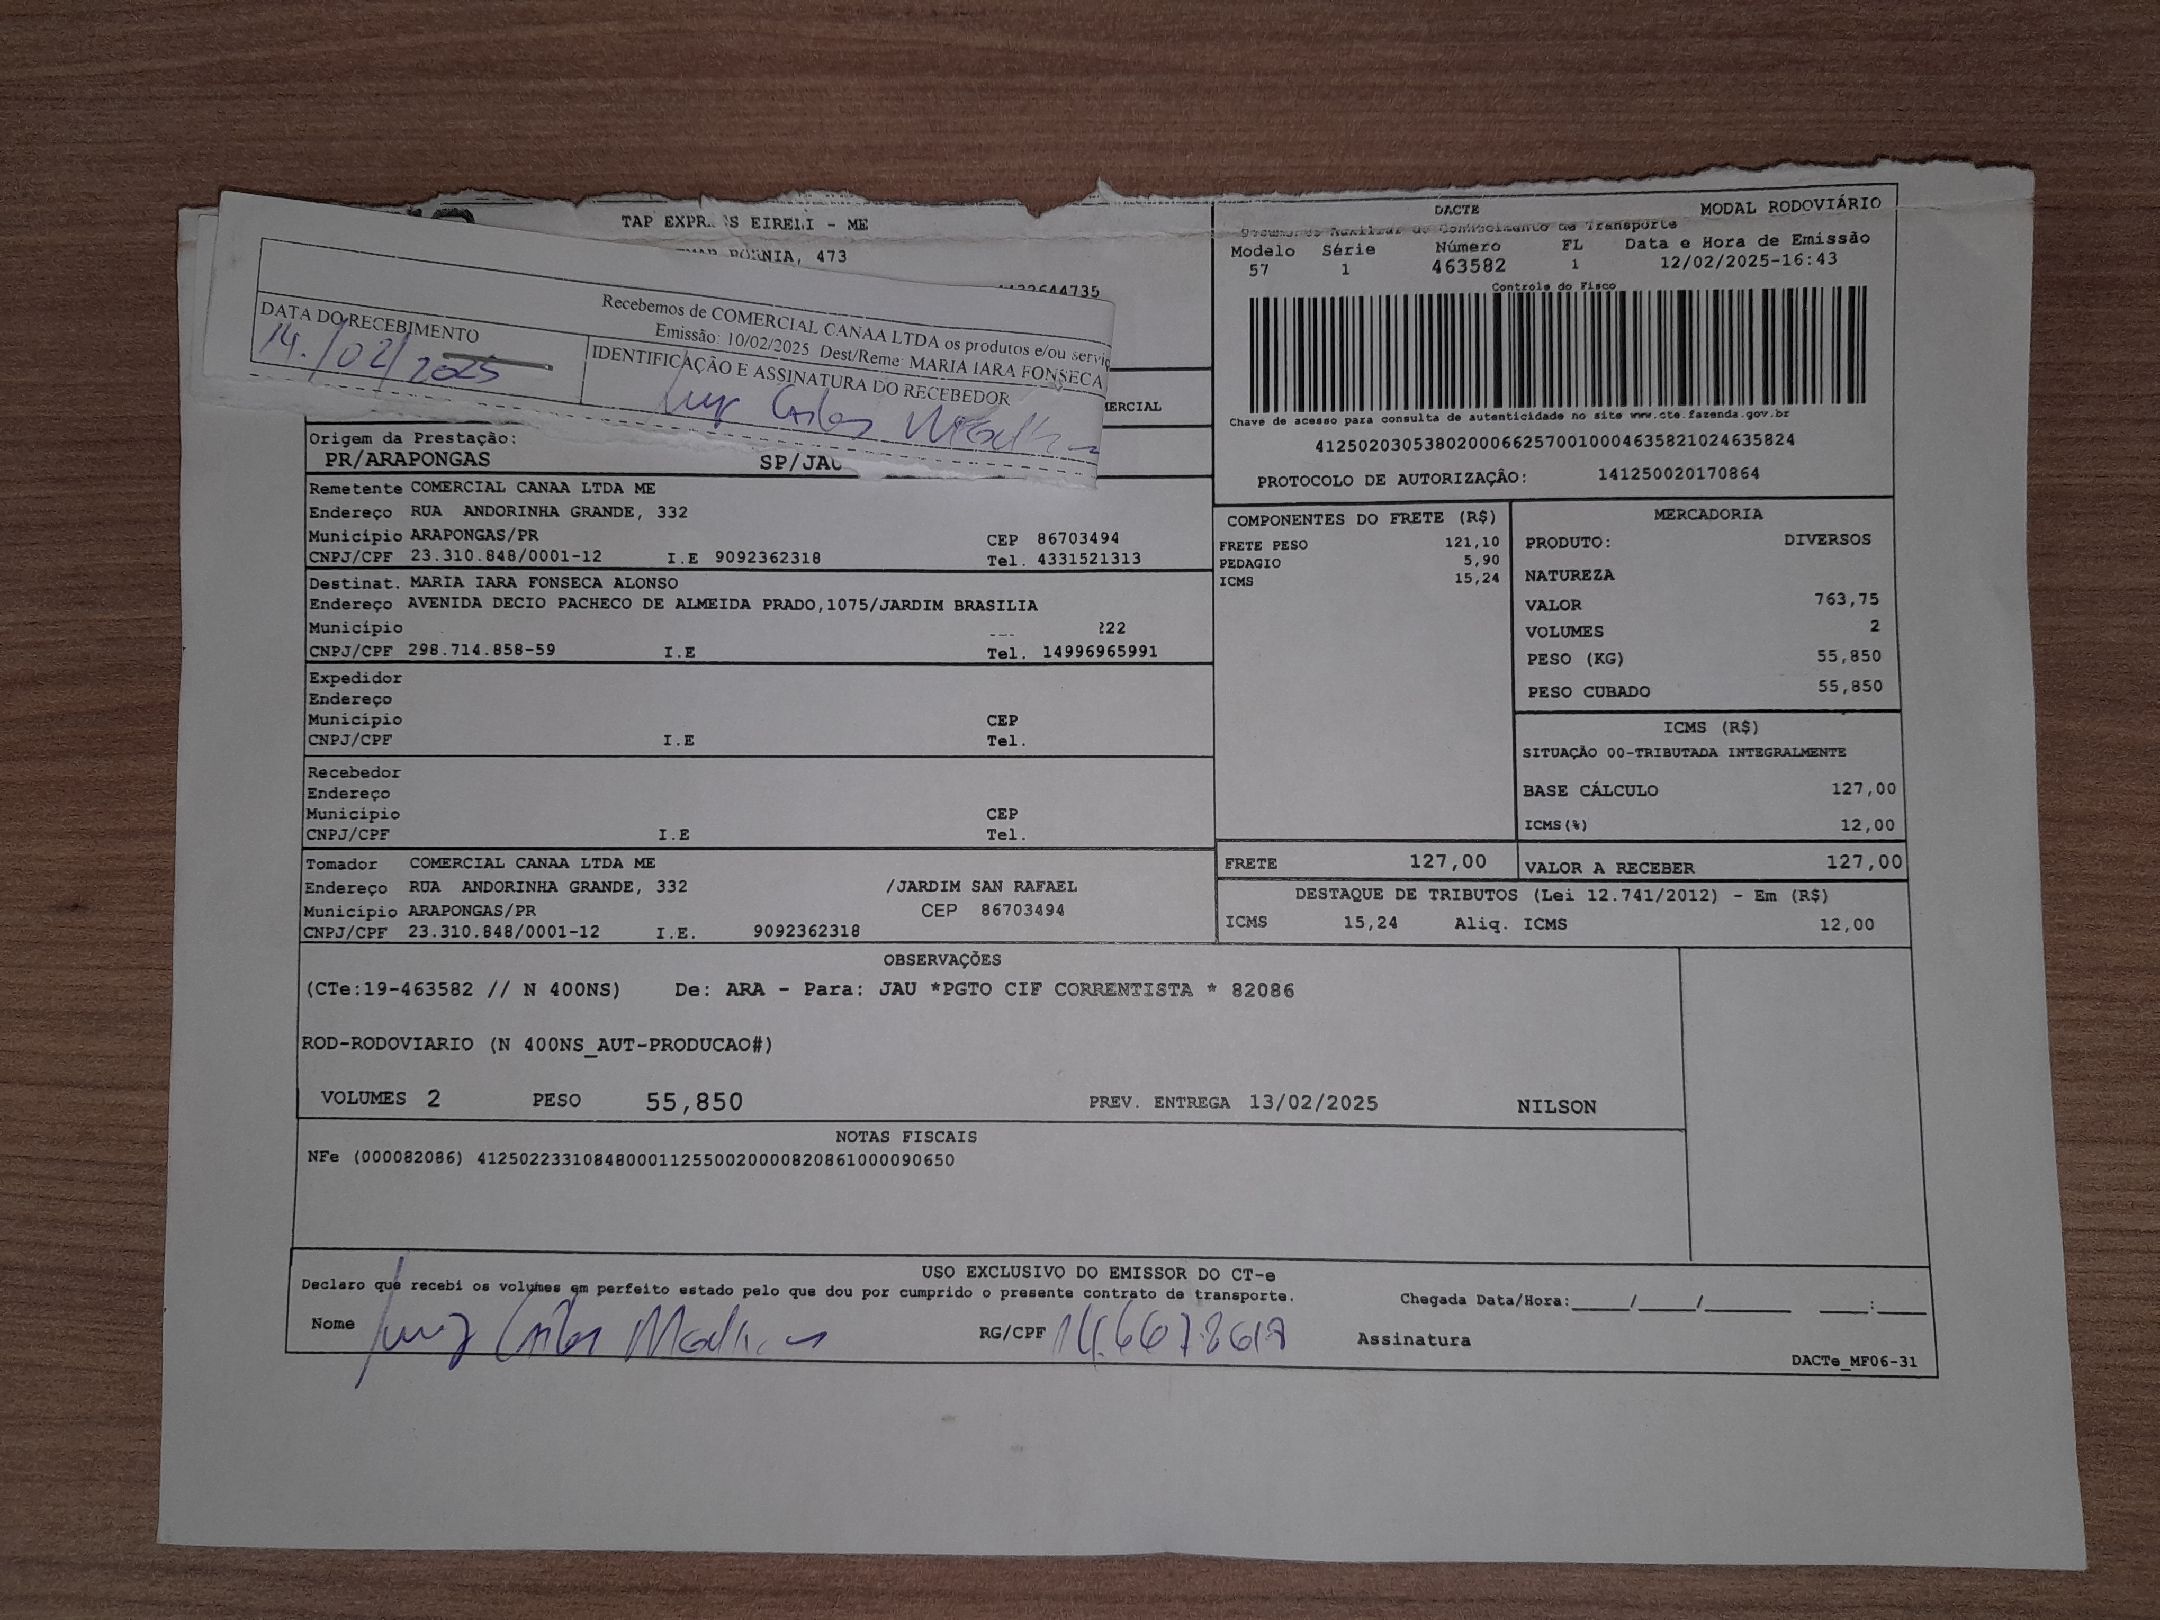 TAP EXPR S EIRELI - ME
473
DACTE
MODAL RODOVIÁRIO
Modelo Série Número FL Data e Hora de Emissão
57 1 463582 1 12/02/2025-16:43
Controle do Fisco
Chave de acesso para consulta de autenticidade no site www.cte.fazenda.gov.br
41250203053802000662570010004635821024635824
PROTOCOLO DE AUTORIZAÇÃO: 141250020170864
Recebemos de COMERCIAL CANAA LTDA os produtos e/ou
Emissão: 10/02/2025 Dest/Reme: MARIA IARA FONSECA
DATA DO RECEBIMENTO
14/02/2025
IDENTIFICAÇÃO E ASSINATURA DO RECEBEDOR
Origem da Prestação:
PR/ARAPONGAS SP/JAU
Remetente COMERCIAL CANAA LTDA ME
Endereço RUA ANDORINHA GRANDE, 332
Município ARAPONGAS/PR CEP 86703494
CNPJ/CPF 23.310.848/0001-12 I.E 9092362318 Tel. 4331521313
Destinat. MARIA IARA FONSECA ALONSO
Endereço AVENIDA DECIO PACHECO DE ALMEIDA PRADO,1075/JARDIM BRASILIA
Município 222
CNPJ/CPF 298.714.858-59 I.E Tel. 14996965991
Expedidor
Endereço
Município CEP
CNPJ/CPF I.E Tel.
Recebedor
Endereço
Município CEP
CNPJ/CPF I.E Tel.
Tomador COMERCIAL CANAA LTDA ME
Endereço RUA ANDORINHA GRANDE, 332 /JARDIM SAN RAFAEL
Município ARAPONGAS/PR CEP 86703494
CNPJ/CPF 23.310.848/0001-12 I.E. 9092362318
COMPONENTES DO FRETE (R$)
FRETE PESO 121,10
PEDAGIO 5,90
ICMS 15,24
MERCADORIA
PRODUTO: DIVERSOS
NATUREZA
VALOR 763,75
VOLUMES 2
PESO (KG) 55,850
PESO CUBADO 55,850
ICMS (R$)
SITUAÇÃO 00-TRIBUTADA INTEGRALMENTE
BASE CÁLCULO 127,00
ICMS(%) 12,00
FRETE 127,00 VALOR A RECEBER 127,00
DESTAQUE DE TRIBUTOS (Lei 12.741/2012) - Em (R$)
ICMS 15,24 Aliq. ICMS 12,00
OBSERVAÇÕES
(CTe:19-463582 // N 400NS) De: ARA - Para: JAU *PGTO CIF CORRENTISTA * 82086
ROD-RODOVIARIO (N 400NS_AUT-PRODUCAO#)
VOLUMES 2 PESO 55,850 PREV. ENTREGA 13/02/2025 NILSON
NOTAS FISCAIS
NFe (000082086) 41250223310848000112550020000820861000090650
USO EXCLUSIVO DO EMISSOR DO CT-e
Declaro que recebi os volumes em perfeito estado pelo que dou por cumprido o presente contrato de transporte.
Chegada Data/Hora:____/____/______ ____:____
Nome Carlos RG/CPF Assinatura
DACTe_MF06-31